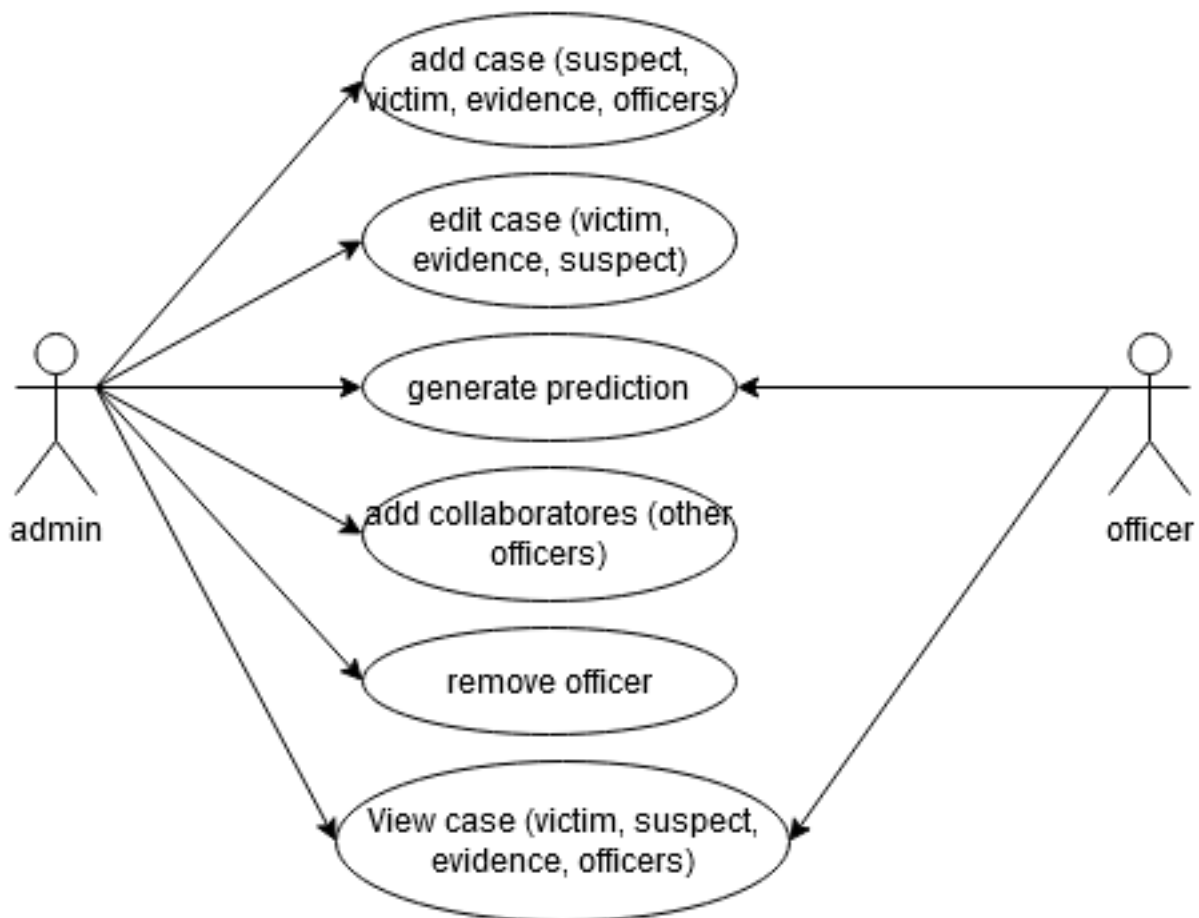 add case (suspect,
victim, evidence, officers)
edit case (victim,
evidence, suspect)
generate prediction
add collaboratores (other
officers)
admin
officer
remove officer
View case (victim, suspect,
evidence, officers)